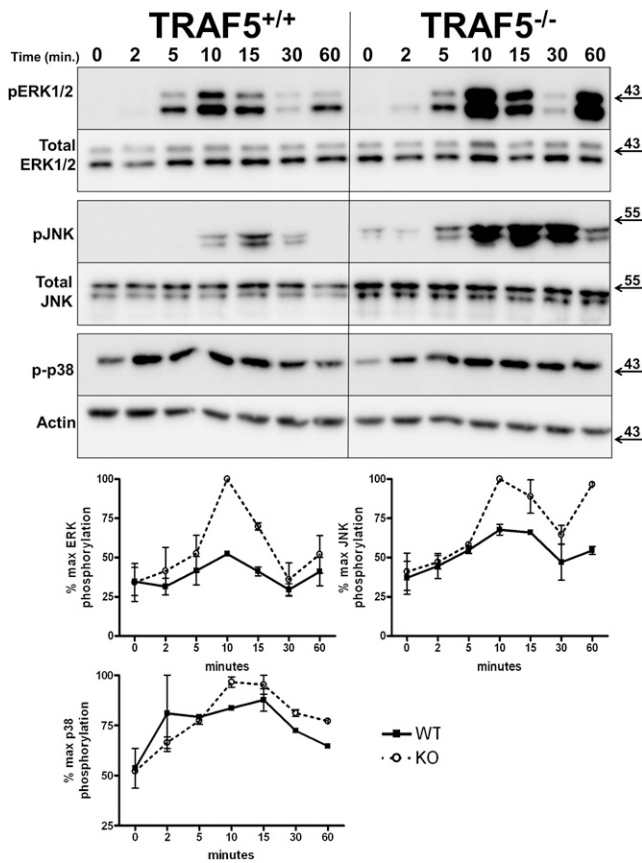 TRAF5+/+ TRAF5-/-
Time (min.) 0 2 5 10 15 30 60 0 2 5 10 15 30 60
pERK1/2 43
Total ERK1/2 43
pJNK 55
Total JNK 55
p-p38 43
Actin 43
% max ERK phosphorylation
100
75
50
25
0
0 2 5 10 15 30 60
minutes
% max JNK phosphorylation
100
75
50
25
0
0 2 5 10 15 30 60
minutes
% max p38 phosphorylation
100
75
50
25
0 2 5 10 15 30 60
minutes
WT
KO